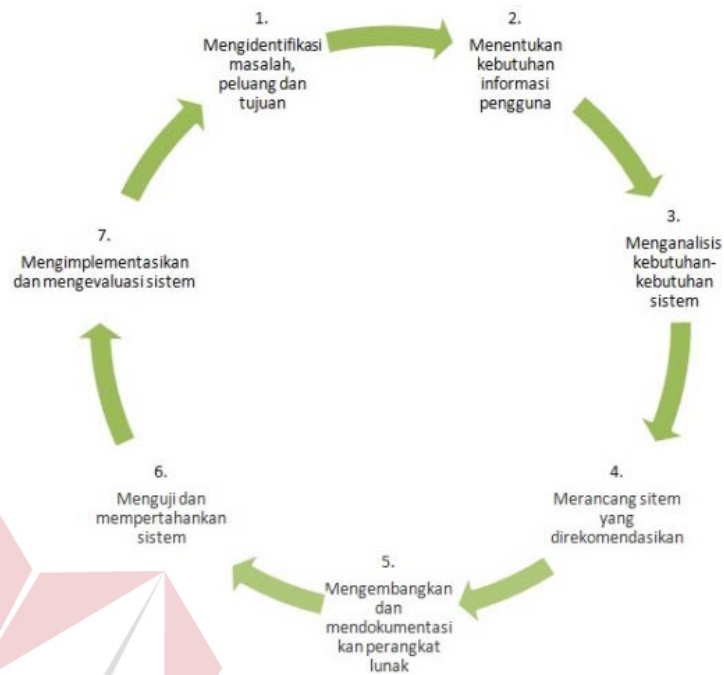 1.
Mengidentifikasi
masalah,
peluang dan
tujuan
2.
Menentukan
kebutuhan
informasi
pengguna
3.
Menganalisis
kebutuhan-
kebutuhan
sistem
4.
Merancang sitem
yang
direkomendasikan
5.
Mengembangkan
dan
mendokumentasi
kan perangkat
lunak
6.
Menguji dan
mempertahankan
sistem
7.
Mengimplementasikan
dan mengevaluasi sistem